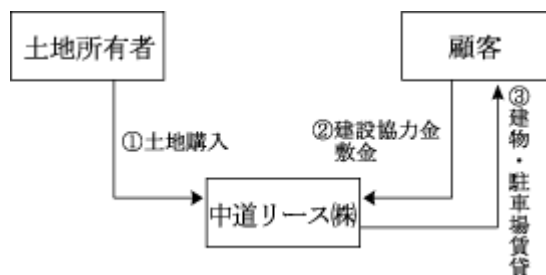 土地所有者
顧客
①土地購入
②建設協力金
敷金
③建物・駐車場賃貸
中道リース㈱